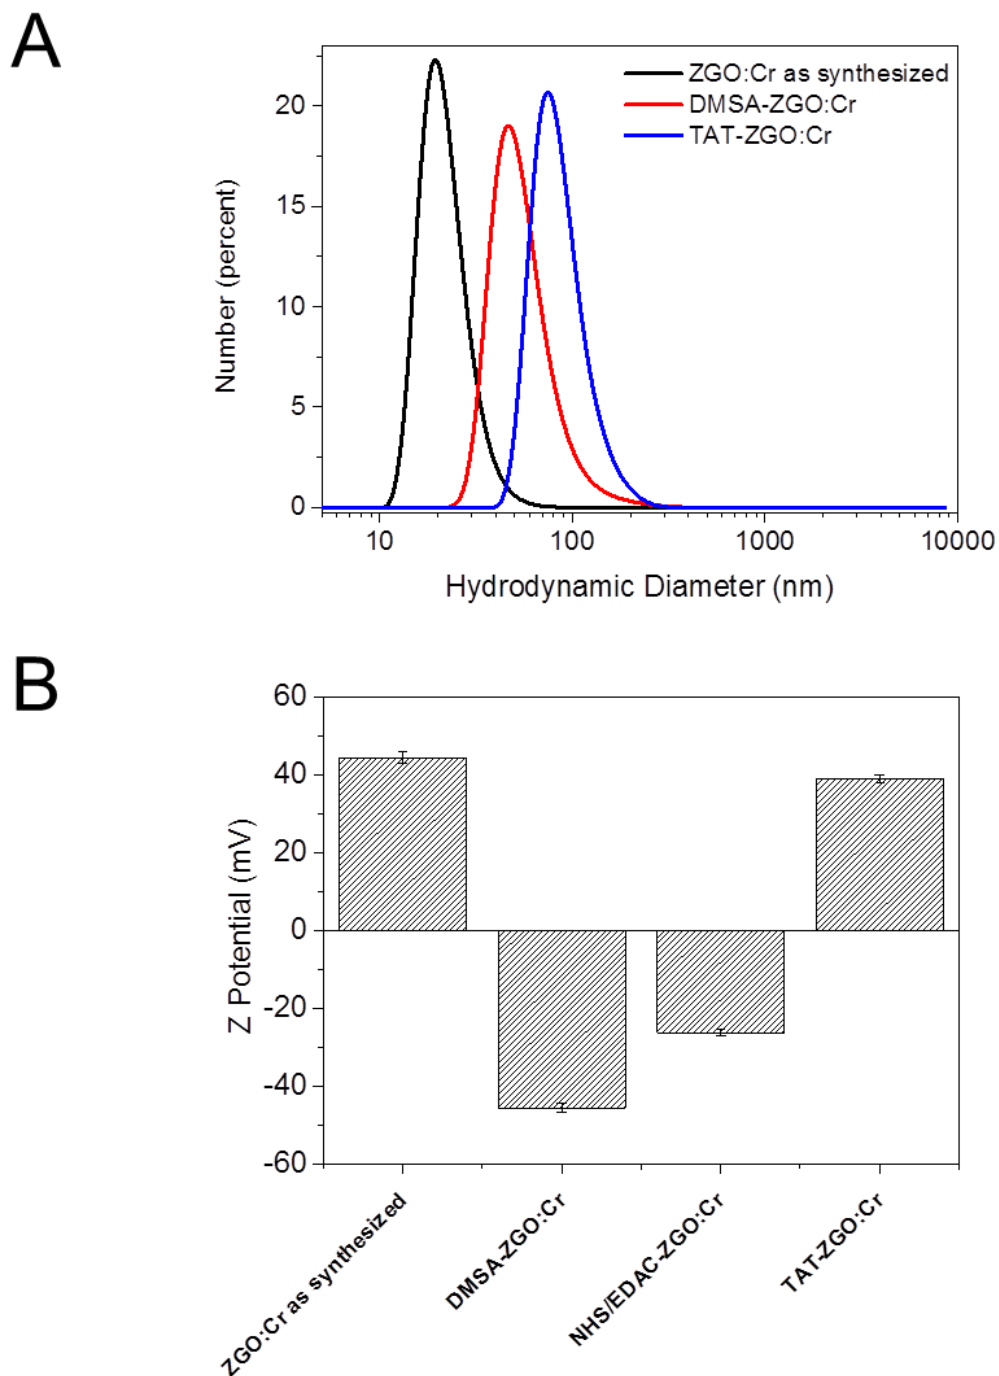 A
ZGO:Cr as synthesized
DMSA-ZGO:Cr
TAT-ZGO:Cr
Number (percent)
20
15
10
5
0
10
100
1000
10000
Hydrodynamic Diameter (nm)
B
Z Potential (mV)
60
40
20
0
-20
-40
-60
ZGO:Cr as synthesized
DMSA-ZGO:Cr
NHS/EDAC-ZGO:Cr
TAT-ZGO:Cr